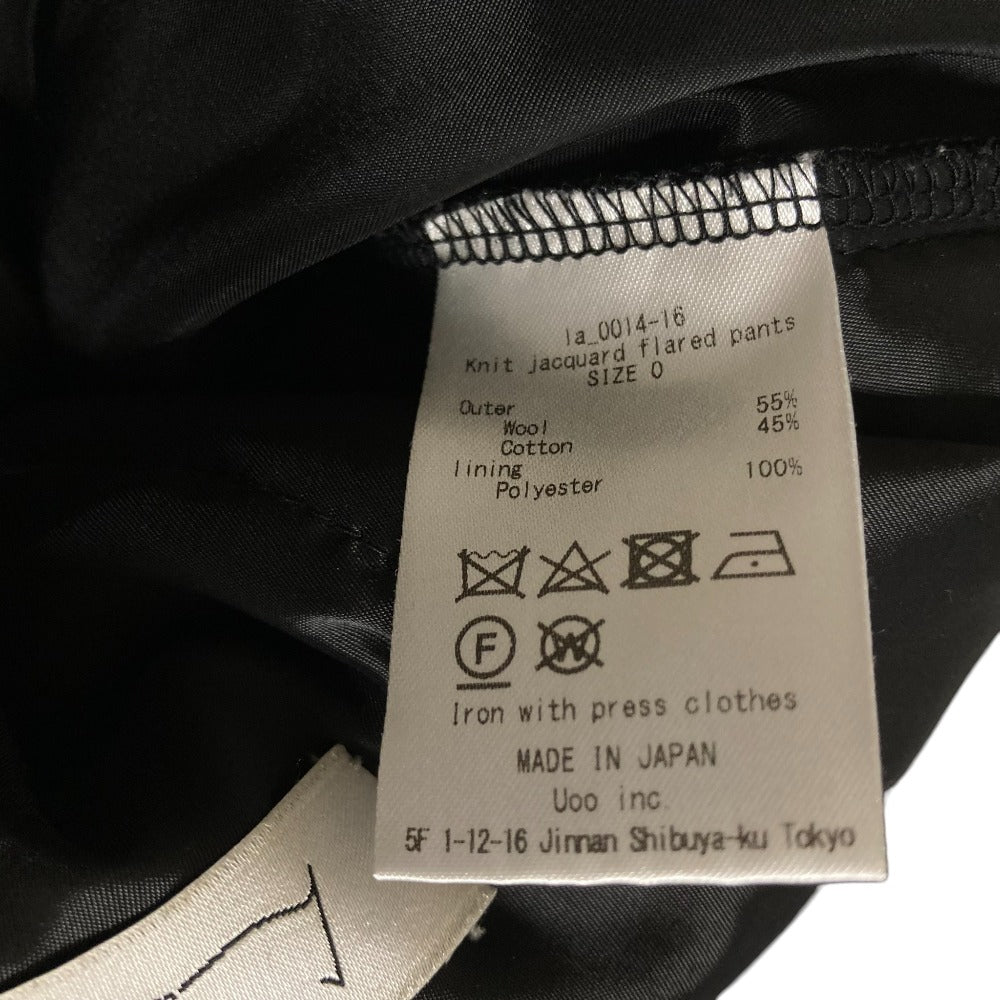 la_0014-16
Knit jacquard flared pants
SIZE 0
Outer 55%
Wool 45%
Cotton
lining 100%
Polyester
F
W
Iron with press clothes
MADE IN JAPAN
Uoo inc.
5F 1-12-16 Jinnan Shibuya-ku Tokyo